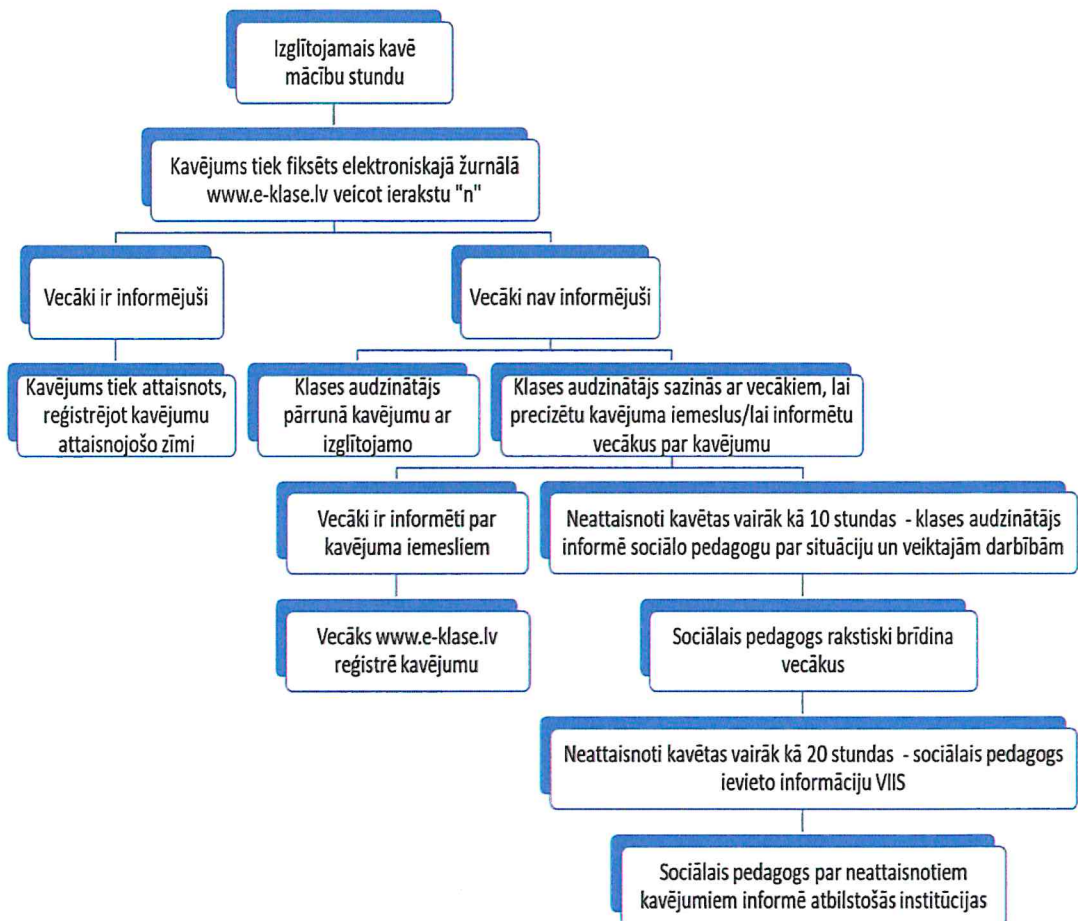 Izglītojamais kavē
mācību stundu
Kavējums tiek fiksēts elektroniskajā žurnālā
www.e-klase.lv veicot ierakstu "n"
Vecāki ir informējuši
Vecāki nav informējuši
Kavējums tiek attaisnots,
reģistrējot kavējumu
attaisnojošo zīmi
Klases audzinātājs
pārrunā kavējumu ar
izglītojamo
Klases audzinātājs sazinās ar vecākiem, lai
precizētu kavējuma iemeslus/lai informētu
vecākus par kavējumu
Vecāki ir informēti par
kavējuma iemesliem
Neattaisnoti kavētas vairāk kā 10 stundas - klases audzinātājs
informē sociālo pedagogu par situāciju un veiktajām darbībām
Vecāks www.e-klase.lv
reģistrē kavējumu
Sociālais pedagogs rakstiski brīdina
vecākus
Neattaisnoti kavētas vairāk kā 20 stundas - sociālais pedagogs
ievieto informāciju VIIS
Sociālais pedagogs par neattaisnotiem
kavējumiem informē atbilstošās institūcijas